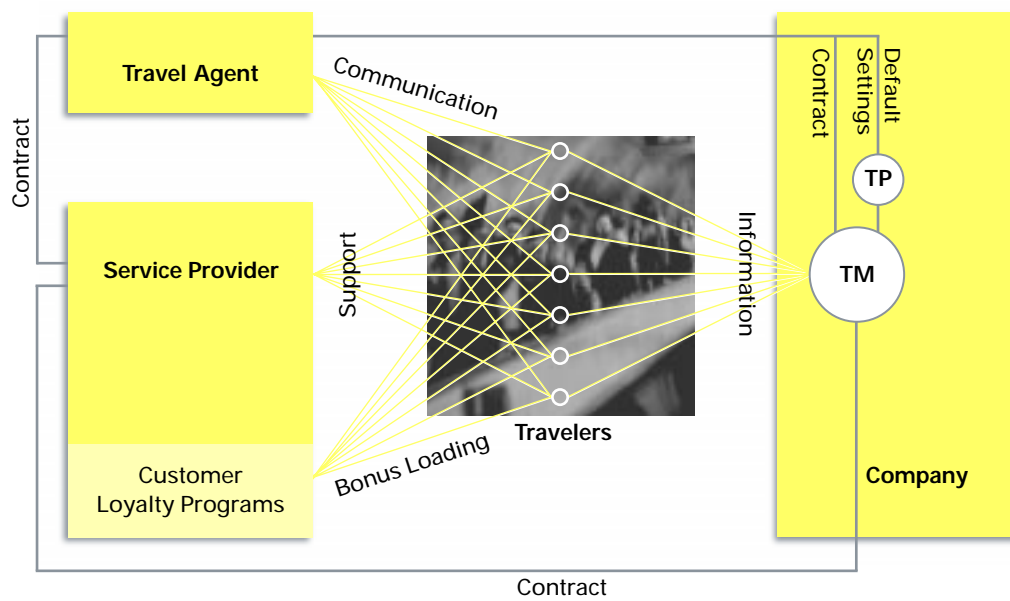 Travel Agent
Communication
Contract
Default
Settings
Contract
TP
Service Provider
Support
Information
TM
Travelers
Bonus Loading
Customer
Loyalty Programs
Company
Contract